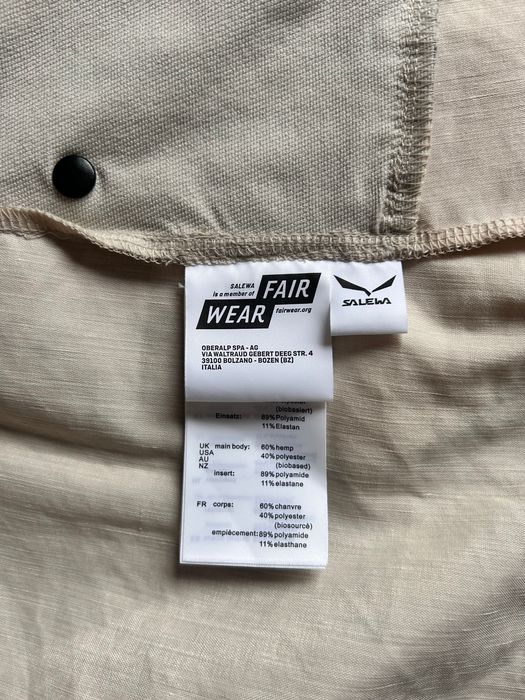 SALEWA
is a member of
FAIR
WEAR
fairwear.org
SALEWA
OBERALP SPA - AG
VIA WALTRAUD GEBERT DEEG STR. 4
39100 BOLZANO - BOZEN (BZ)
ITALIA
(biobasiert)
Einsatz: 89% Polyamid
11% Elastan
UK main body: 60% hemp
USA 40% polyester
AU (biobased)
NZ insert: 89% polyamide
11% elastane
FR corps: 60% chanvre
40% polyester
(biosourcé)
empiècement: 89% polyamide
11% elasthane